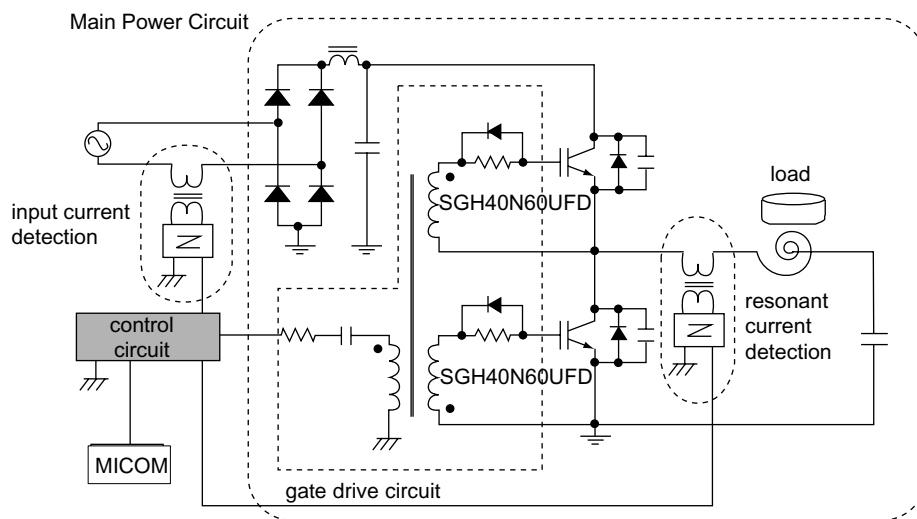 Main Power Circuit
load
SGH40N60UFD
input current
detection
resonant
current
detection
control
circuit
SGH40N60UFD
MICOM
gate drive circuit